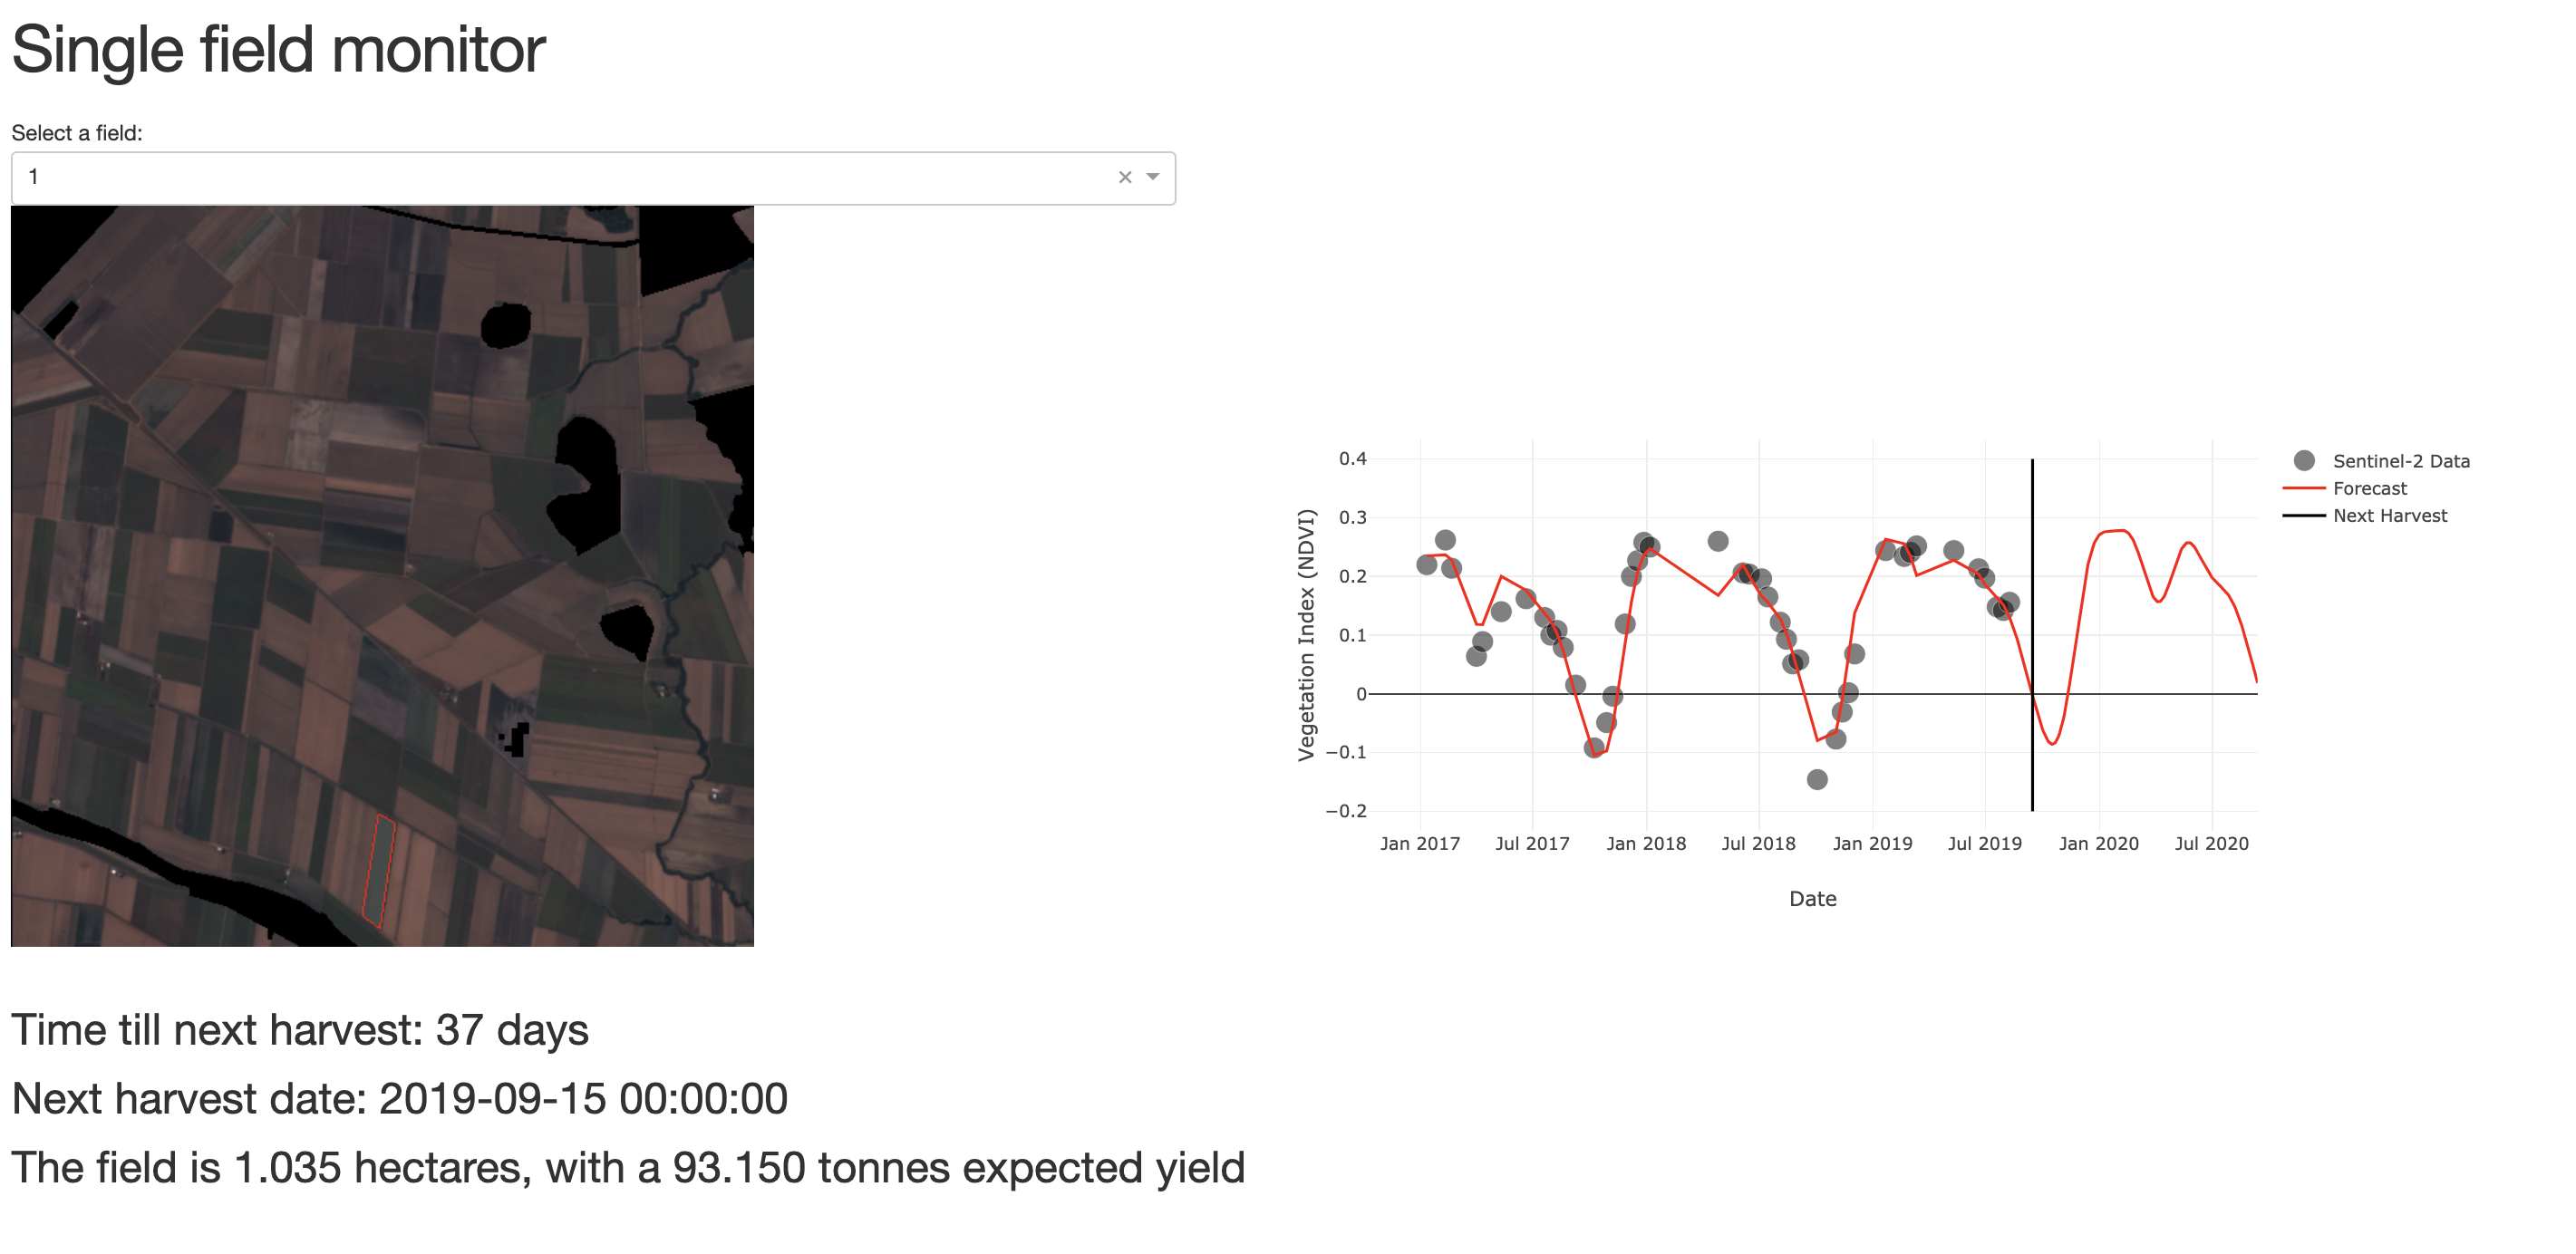 Single field monitor
Select a field:
1
× 
0.4
0.3
0.2
0.1
0
−0.1
−0.2
Vegetation Index (NDVI)
Jan 2017 Jul 2017 Jan 2018 Jul 2018 Jan 2019 Jul 2019 Jan 2020 Jul 2020
Date
Sentinel-2 Data
Forecast
Next Harvest
Time till next harvest: 37 days
Next harvest date: 2019-09-15 00:00:00
The field is 1.035 hectares, with a 93.150 tonnes expected yield